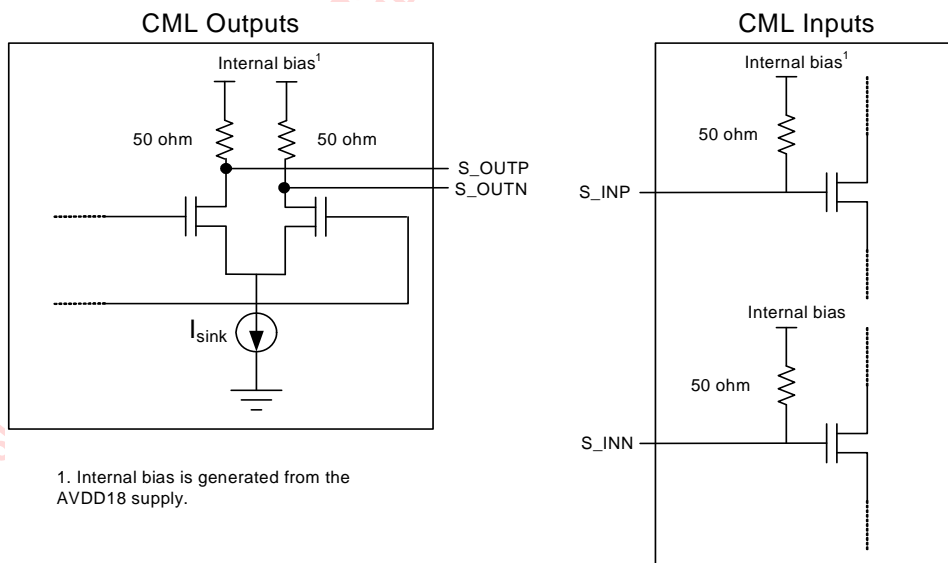 CML Outputs
Internal bias1
50 ohm
50 ohm
S_OUTP
S_OUTN
Isink
1. Internal bias is generated from the
AVDD18 supply.
CML Inputs
Internal bias1
50 ohm
S_INP
Internal bias
50 ohm
S_INN